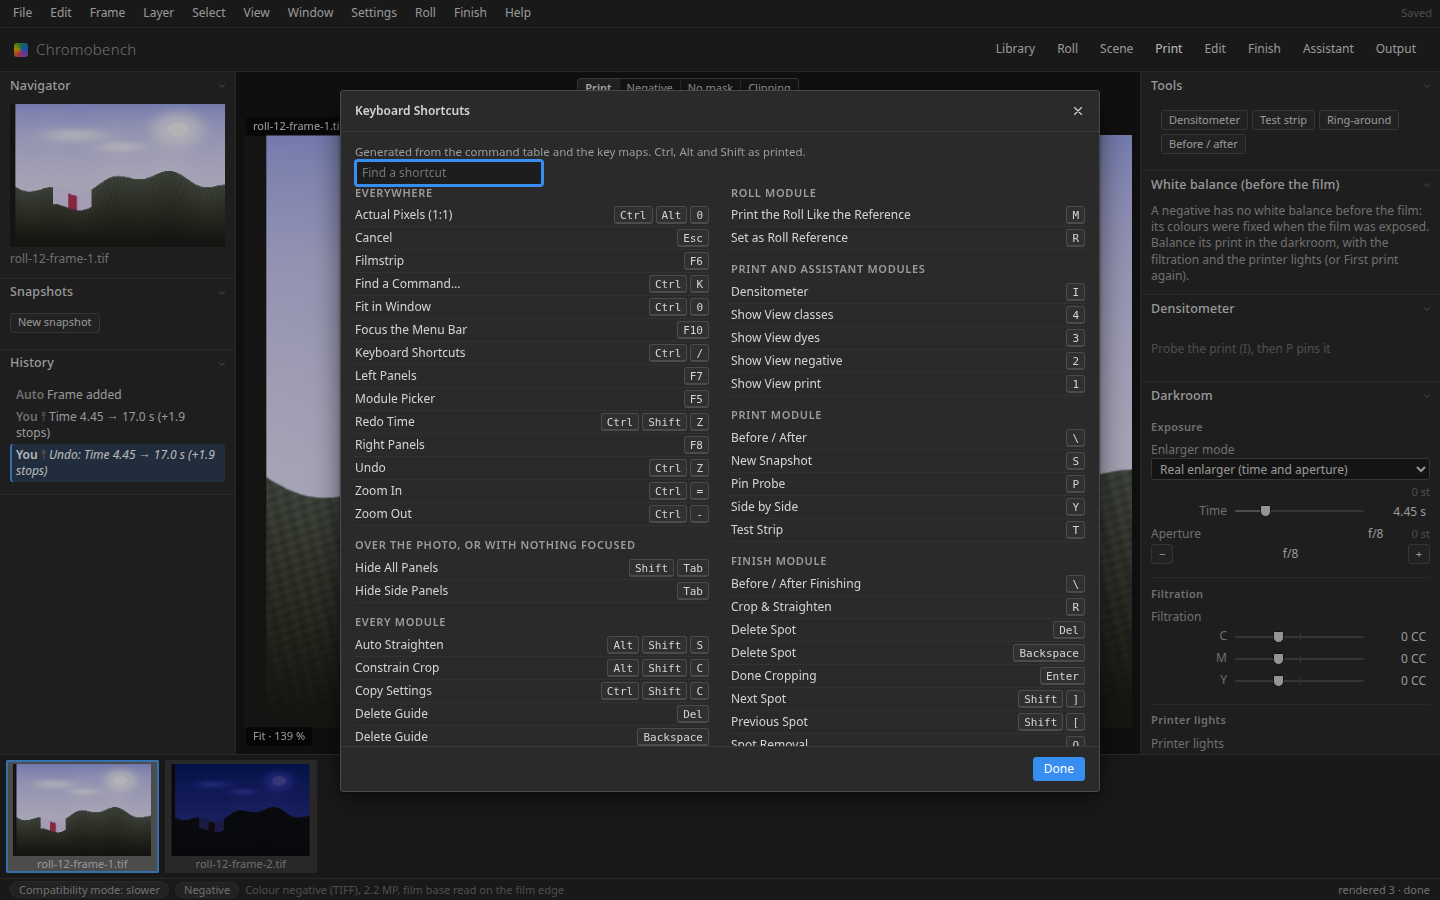 File Edit Frame Layer Select View Window Settings Roll Finish Help
Saved
Chromobench
Library Roll Scene Print Edit Finish Assistant Output
Navigator
roll-12-frame-1.tif
Snapshots
New snapshot
History
Auto Frame added
You Time 4.45 → 17.0 s (+1.9
stops)
You Undo: Time 4.45 → 17.0 s (+1.9
stops)
Print Negative No mask Clipping
roll-12-frame-1.ti
Fit · 139 %
Keyboard Shortcuts
Generated from the command table and the key maps. Ctrl, Alt and Shift as printed.
Find a shortcut
EVERYWHERE
Actual Pixels (1:1) Ctrl Alt 0
Cancel Esc
Filmstrip F6
Find a Command... Ctrl K
Fit in Window Ctrl 0
Focus the Menu Bar F10
Keyboard Shortcuts Ctrl /
Left Panels F7
Module Picker F5
Redo Time Ctrl Shift Z
Right Panels F8
Undo Ctrl Z
Zoom In Ctrl =
Zoom Out Ctrl -
OVER THE PHOTO, OR WITH NOTHING FOCUSED
Hide All Panels Shift Tab
Hide Side Panels Tab
EVERY MODULE
Auto Straighten Alt Shift S
Constrain Crop Alt Shift C
Copy Settings Ctrl Shift C
Delete Guide Del
Delete Guide Backspace
ROLL MODULE
Print the Roll Like the Reference M
Set as Roll Reference R
PRINT AND ASSISTANT MODULES
Densitometer I
Show View classes 4
Show View dyes 3
Show View negative 2
Show View print 1
PRINT MODULE
Before / After \
New Snapshot S
Pin Probe P
Side by Side Y
Test Strip T
FINISH MODULE
Before / After Finishing \
Crop & Straighten R
Delete Spot Del
Delete Spot Backspace
Done Cropping Enter
Next Spot Shift ]
Previous Spot Shift [
Spot Removal Q
Done
Tools
Densitometer Test strip Ring-around
Before / after
White balance (before the film)
A negative has no white balance before the film:
its colours were fixed when the film was exposed.
Balance its print in the darkroom, with the
filtration and the printer lights (or First print
again).
Densitometer
Probe the print (I), then P pins it
Darkroom
Exposure
Enlarger mode
Real enlarger (time and aperture)
0 st
Time 4.45 s
Aperture f/8 0 st
− f/8 +
Filtration
Filtration
C 0 CC
M 0 CC
Y 0 CC
Printer lights
Printer lights
roll-12-frame-1.tif
roll-12-frame-2.tif
Compatibility mode: slower Negative Colour negative (TIFF), 2.2 MP, film base read on the film edge
rendered 3 · done